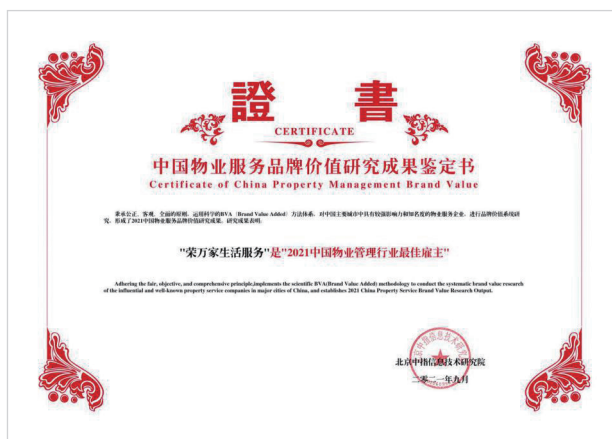 證書
CERTIFICATE
中国物业服务品牌价值研究成果鉴定书
Certificate of China Property Management Brand Value
秉承公正、客观、全面的原则，运用科学的BVA（Brand Value Added）方法体系，对中国主要城市中具有较强影响力和知名度的物业服务企业，进行品牌价值系统研
究，形成了2021中国物业服务品牌价值研究成果。研究成果表明：
"荣万家生活服务"是"2021中国物业管理行业最佳雇主"
Adhering the fair, objective, and comprehensive principle,implements the scientific BVA(Brand Value Added) methodology to conduct the systematic brand value research
of the influential and well-known property service companies in major cities of China, and establishes 2021 China Property Service Brand Value Research Output.
北京中指信息技术研究院
二零二一年九月